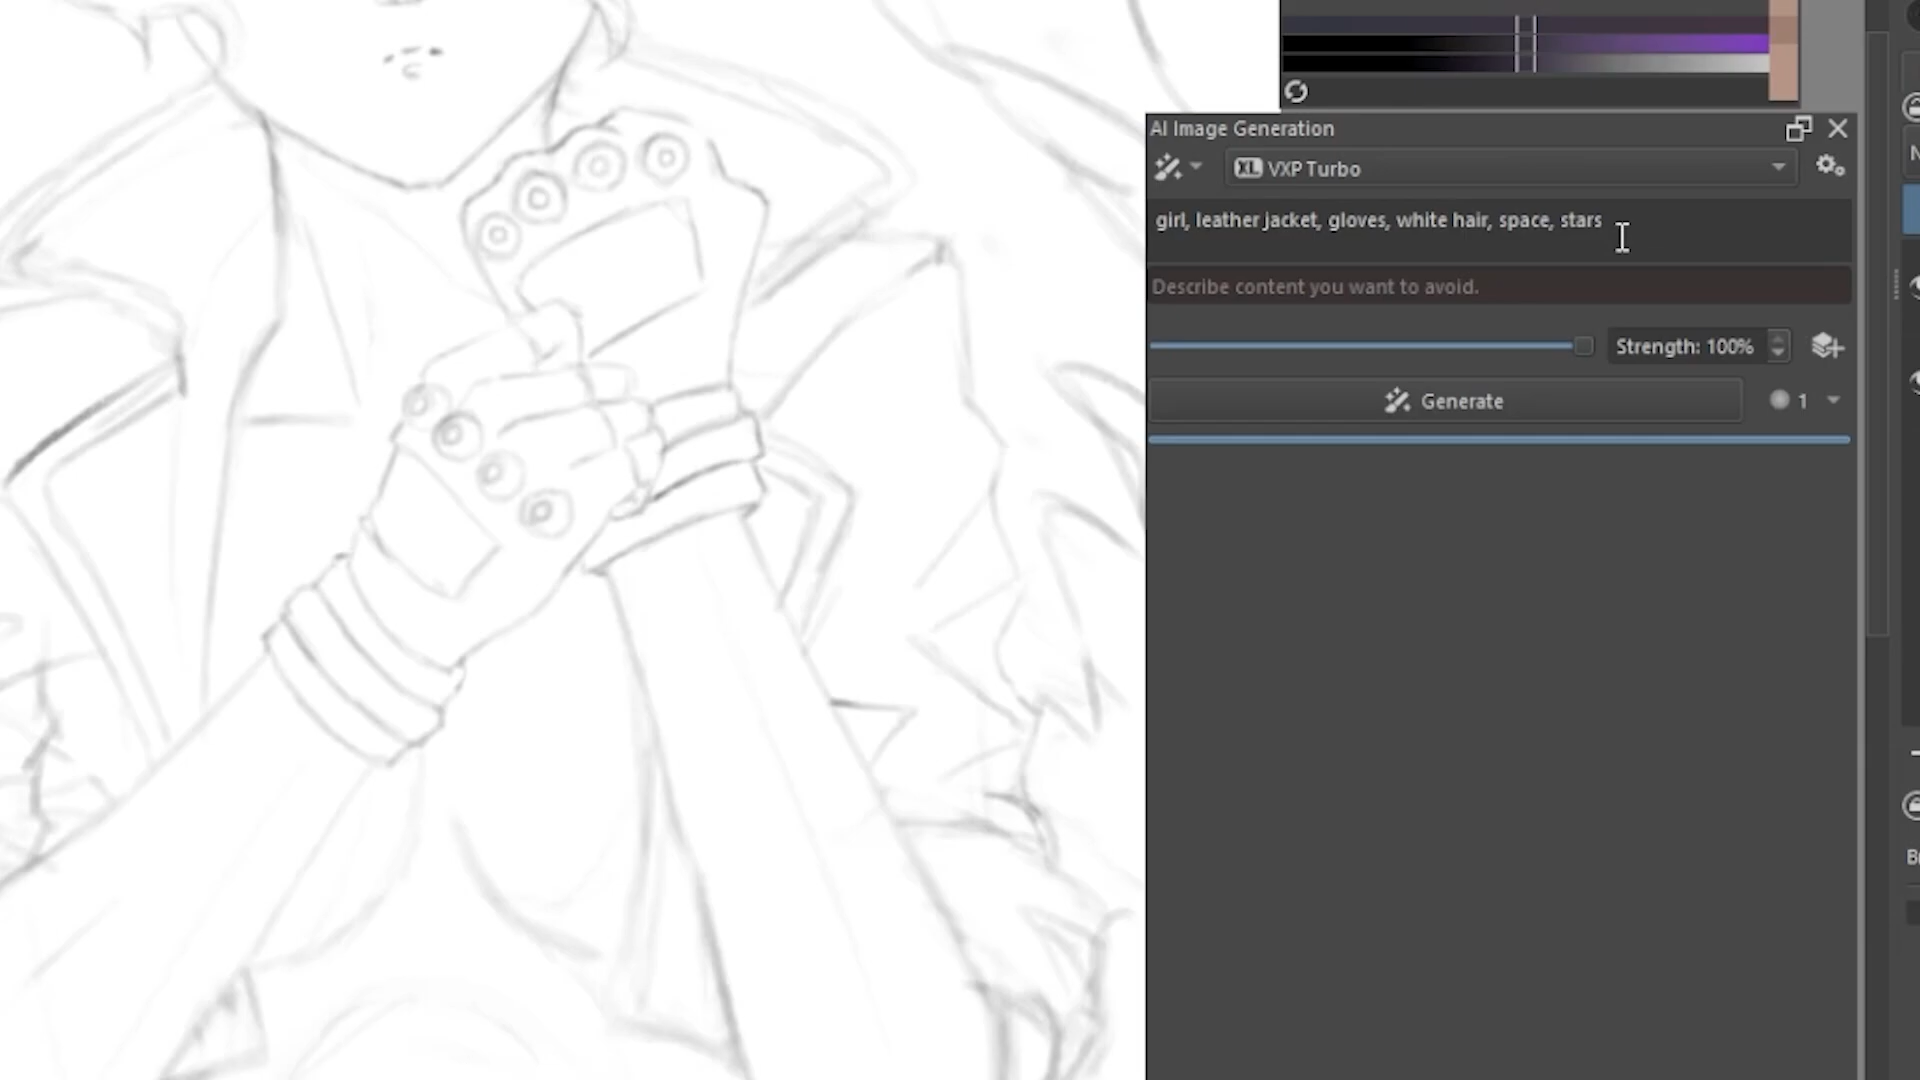 AI Image Generation
XL VXP Turbo
girl, leather jacket, gloves, white hair, space, stars
Describe content you want to avoid.
Strength: 100%
Generate 1